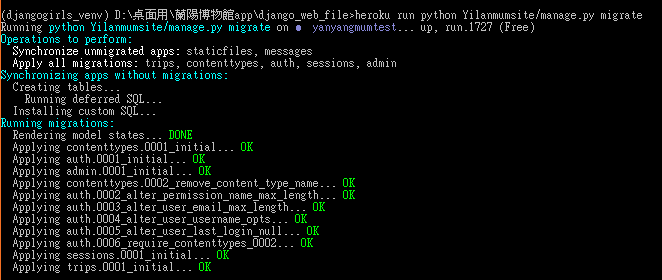 (djangogirls_venv) D:\桌面用\蘭陽博物館app\django_web_file>heroku run python Yilanmumsite/manage.py migrate
Running python Yilanmumsite/manage.py migrate on ● yanyangmumtest... up, run.1727 (Free)
Operations to perform:
  Synchronize unmigrated apps: staticfiles, messages
  Apply all migrations: trips, contenttypes, auth, sessions, admin
Synchronizing apps without migrations:
  Creating tables...
    Running deferred SQL...
  Installing custom SQL...
Running migrations:
  Rendering model states... DONE
  Applying contenttypes.0001_initial... OK
  Applying auth.0001_initial... OK
  Applying admin.0001_initial... OK
  Applying contenttypes.0002_remove_content_type_name... OK
  Applying auth.0002_alter_permission_name_max_length... OK
  Applying auth.0003_alter_user_email_max_length... OK
  Applying auth.0004_alter_user_username_opts... OK
  Applying auth.0005_alter_user_last_login_null... OK
  Applying auth.0006_require_contenttypes_0002... OK
  Applying sessions.0001_initial... OK
  Applying trips.0001_initial... OK